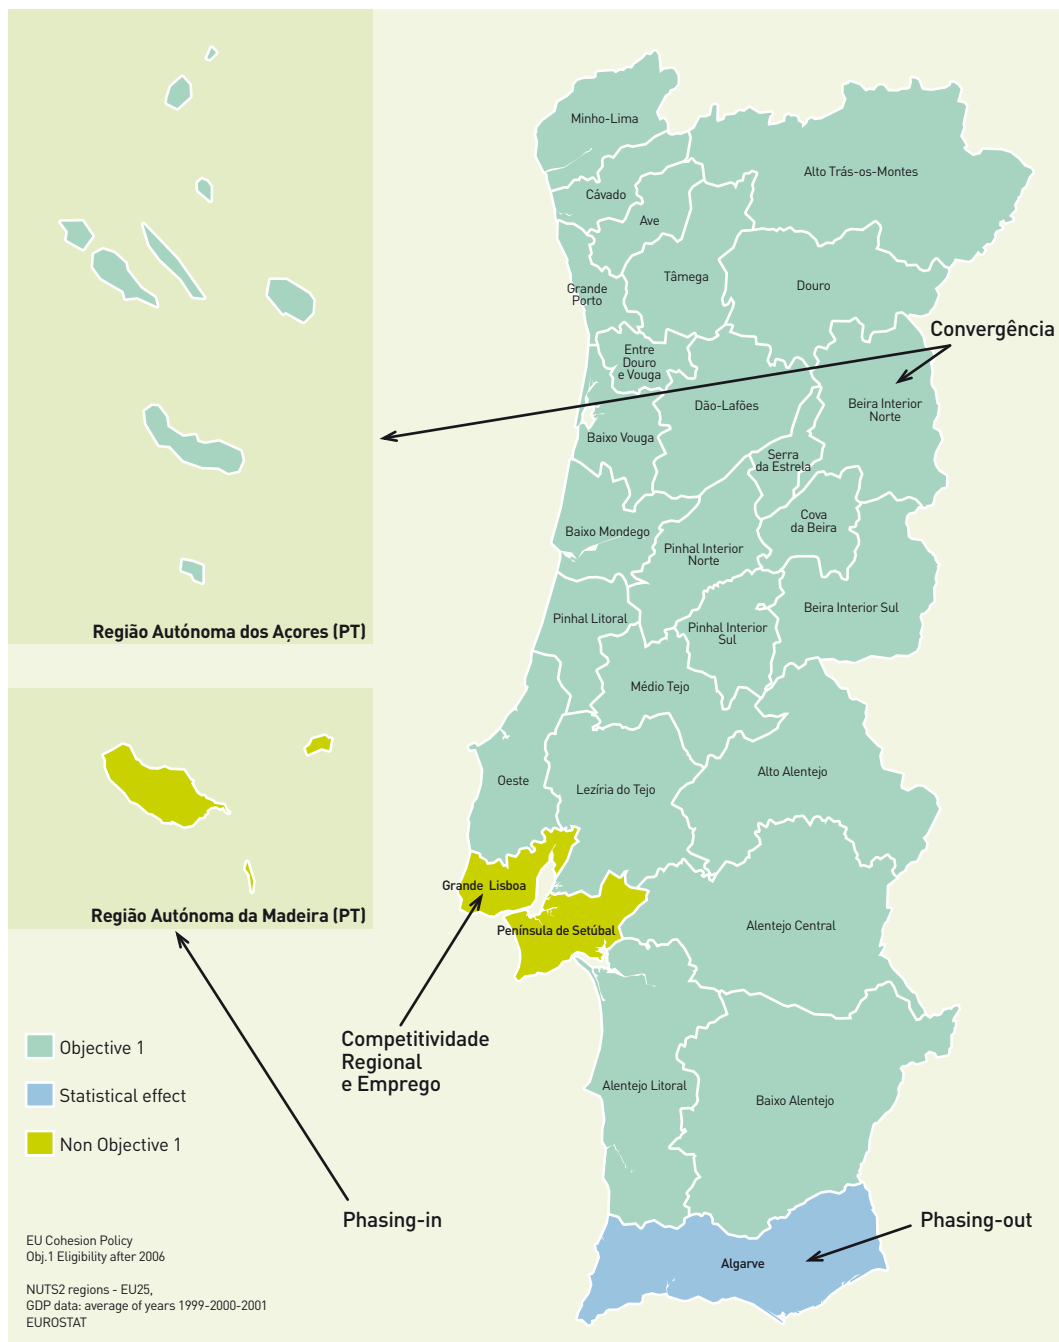 Minho-Lima
Alto Trás-os-Montes
Cávado
Ave
Tâmega
Grande
Porto
Douro
Convergência
Entre
Douro
e Vouga
Dão-Lafões
Beira Interior
Norte
Baixo Vouga
Serra
da Estrela
Cova
da Beira
Baixo Mondego
Pinhal Interior
Norte
Beira Interior Sul
Pinhal Litoral
Pinhal Interior
Sul
Região Autónoma dos Açores (PT)
Médio Tejo
Oeste
Lezíria do Tejo
Alto Alentejo
Grande Lisboa
Região Autónoma da Madeira (PT)
Península de Setúbal
Alentejo Central
Competitividade
Regional
e Emprego
Objective 1
Statistical effect
Non Objective 1
Alentejo Litoral
Baixo Alentejo
Phasing-in
Phasing-out
Algarve
EU Cohesion Policy
Obj.1 Eligibility after 2006
NUTS2 regions - EU25,
GDP data: average of years 1999-2000-2001
EUROSTAT